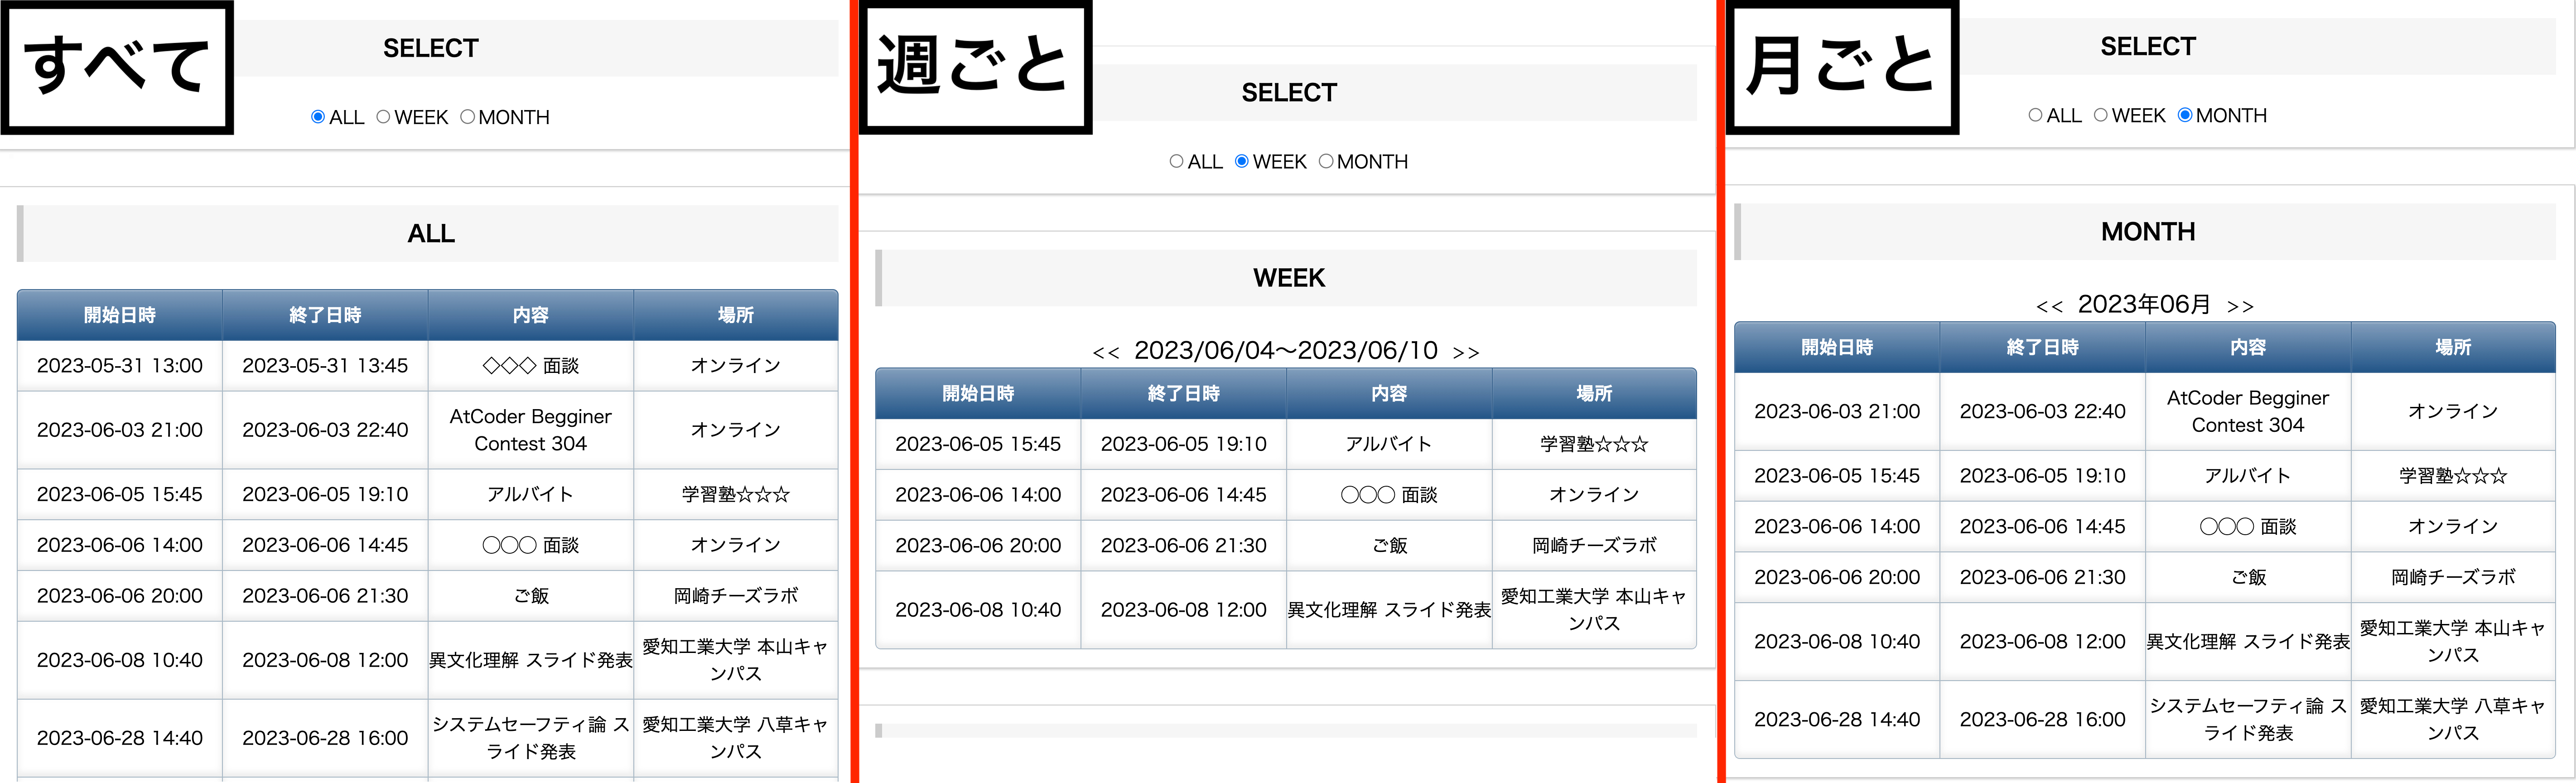 すべて
SELECT
ALL WEEK MONTH
ALL
開始日時 終了日時 内容 場所
2023-05-31 13:00 2023-05-31 13:45 ◇◇◇ 面談 オンライン
2023-06-03 21:00 2023-06-03 22:40 AtCoder Begginer
Contest 304 オンライン
2023-06-05 15:45 2023-06-05 19:10 アルバイト 学習塾☆☆☆
2023-06-06 14:00 2023-06-06 14:45 ○○○ 面談 オンライン
2023-06-06 20:00 2023-06-06 21:30 ご飯 岡崎チーズラボ
2023-06-08 10:40 2023-06-08 12:00 異文化理解 スライド発表 愛知工業大学 本山キャ
ンパス
2023-06-28 14:40 2023-06-28 16:00 システムセーフティ論 ス
ライド発表 愛知工業大学 八草キャ
ンパス
週ごと
SELECT
ALL WEEK MONTH
WEEK
<< 2023/06/04〜2023/06/10 >>
開始日時 終了日時 内容 場所
2023-06-05 15:45 2023-06-05 19:10 アルバイト 学習塾☆☆☆
2023-06-06 14:00 2023-06-06 14:45 ○○○ 面談 オンライン
2023-06-06 20:00 2023-06-06 21:30 ご飯 岡崎チーズラボ
2023-06-08 10:40 2023-06-08 12:00 異文化理解 スライド発表 愛知工業大学 本山キャ
ンパス
月ごと
SELECT
ALL WEEK MONTH
MONTH
<< 2023年06月 >>
開始日時 終了日時 内容 場所
2023-06-03 21:00 2023-06-03 22:40 AtCoder Begginer
Contest 304 オンライン
2023-06-05 15:45 2023-06-05 19:10 アルバイト 学習塾☆☆☆
2023-06-06 14:00 2023-06-06 14:45 ○○○ 面談 オンライン
2023-06-06 20:00 2023-06-06 21:30 ご飯 岡崎チーズラボ
2023-06-08 10:40 2023-06-08 12:00 異文化理解 スライド発表 愛知工業大学 本山キャ
ンパス
2023-06-28 14:40 2023-06-28 16:00 システムセーフティ論 ス
ライド発表 愛知工業大学 八草キャ
ンパス